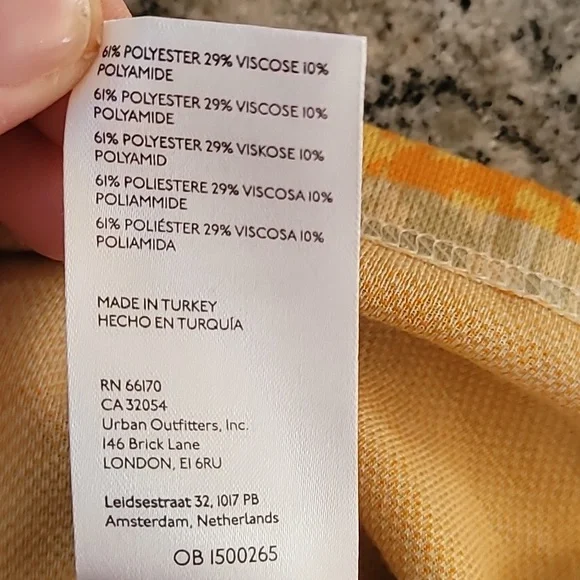 61% POLYESTER 29% VISCOSE 10%
POLYAMIDE
61% POLYESTER 29% VISCOSE 10%
POLYAMIDE
61% POLYESTER 29% VISKOSE 10%
POLYAMID
61% POLIESTERE 29% VISCOSA 10%
POLIAMMIDE
61% POLIÉSTER 29% VISCOSA 10%
POLIAMIDA
MADE IN TURKEY
HECHO EN TURQUÍA
RN 66170
CA 32054
Urban Outfitters, Inc.
146 Brick Lane
LONDON, E1 6RU
Leidsestraat 32, 1017 PB
Amsterdam, Netherlands
OB 1500265